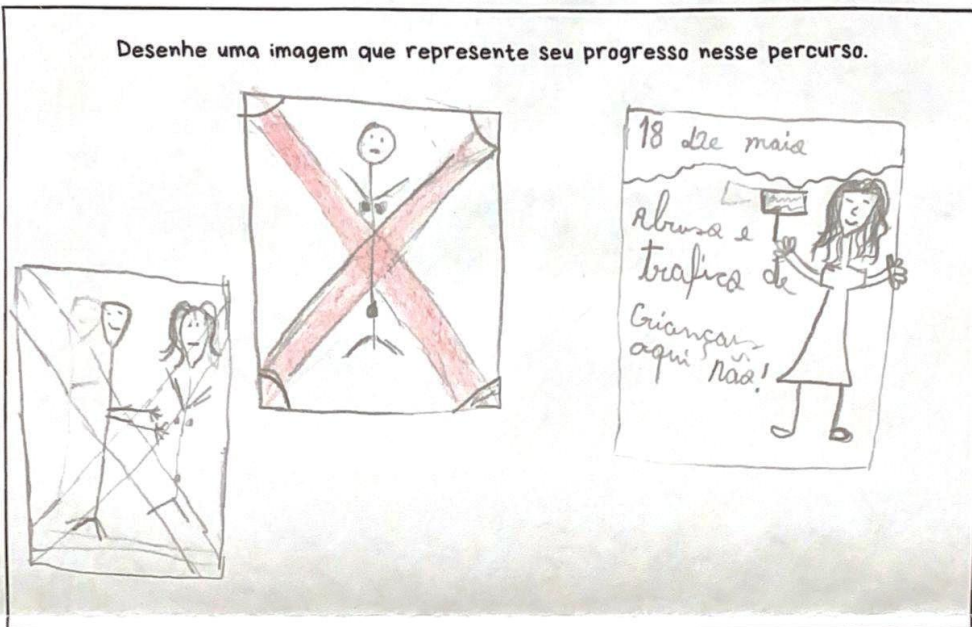 Desenhe uma imagem que represente seu progresso nesse percurso.
18 De maio
Abuso e
trafico de
Crianças
aqui não!